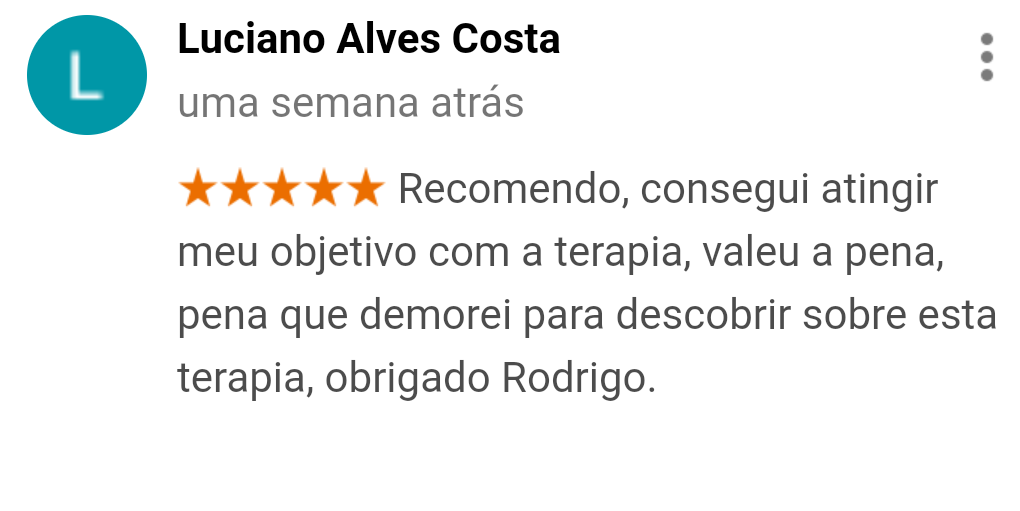 L
Luciano Alves Costa
uma semana atrás
★★★★★ Recomendo, consegui atingir
meu objetivo com a terapia, valeu a pena,
pena que demorei para descobrir sobre esta
terapia, obrigado Rodrigo.